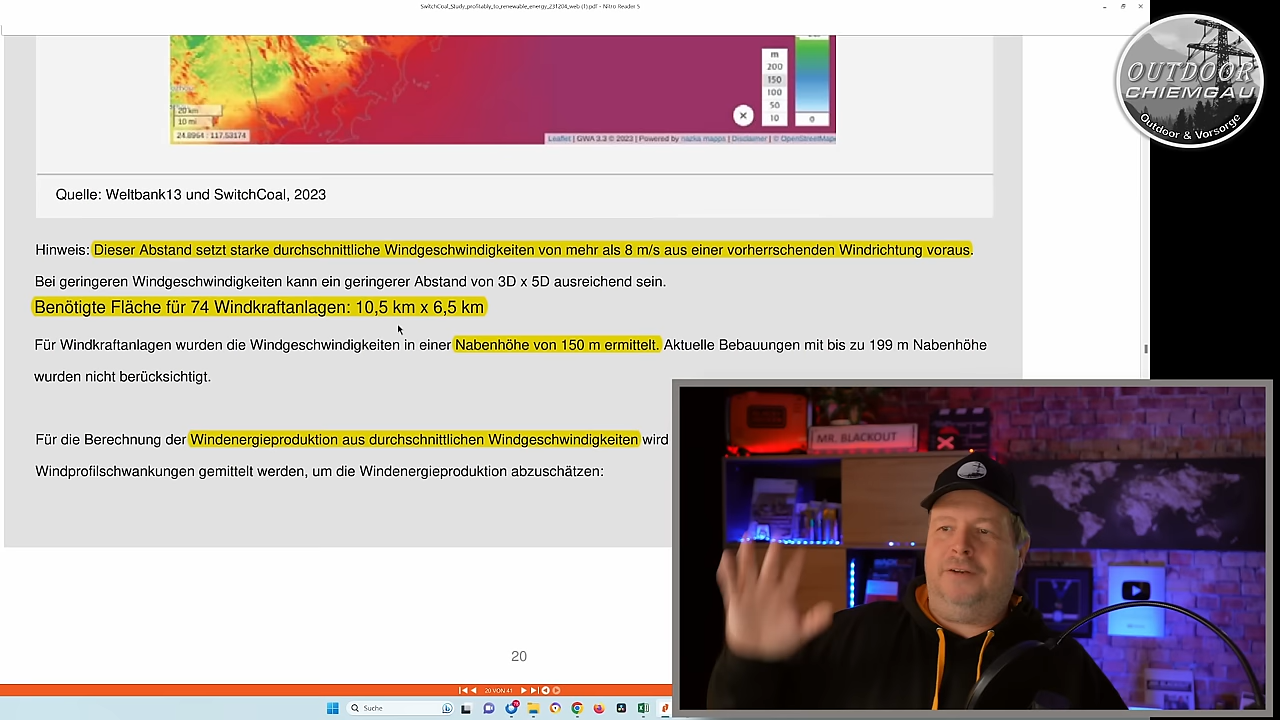 SwitchCoal_Study_profitably_to_renewable_energy_231204_web (1).pdf - Nitro Reader 5
OUTDOOR
CHIEMGAU
Outdoor & Vorsorge
m
200
150
100
50
10
0
20 km
10 mi
24.8964 : 117.53174
Leaflet | GWA 3.3 © 2023 | Powered by nazka mapps | Disclaimer | © OpenStreetMap
Quelle: Weltbank13 und SwitchCoal, 2023
Hinweis: Dieser Abstand setzt starke durchschnittliche Windgeschwindigkeiten von mehr als 8 m/s aus einer vorherrschenden Windrichtung voraus.
Bei geringeren Windgeschwindigkeiten kann ein geringerer Abstand von 3D x 5D ausreichend sein.
Benötigte Fläche für 74 Windkraftanlagen: 10,5 km x 6,5 km
Für Windkraftanlagen wurden die Windgeschwindigkeiten in einer Nabenhöhe von 150 m ermittelt. Aktuelle Bebauungen mit bis zu 199 m Nabenhöhe
wurden nicht berücksichtigt.
Für die Berechnung der Windenergieproduktion aus durchschnittlichen Windgeschwindigkeiten wird
Windprofilschwankungen gemittelt werden, um die Windenergieproduktion abzuschätzen:
MR. BLACKOUT
20
20 VON 41
Suche